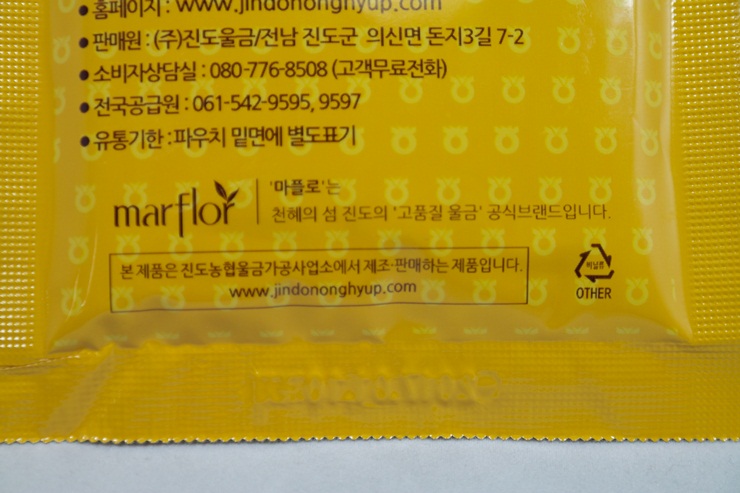 • 홈페이지 : www.jindononghyup.com
• 판매원 : (주)진도울금/전남 진도군 의신면 돈지3길 7-2
• 소비자상담실 : 080-776-8508 (고객무료전화)
• 전국공급원 : 061-542-9595, 9597
• 유통기한 : 파우치 밑면에 별도표기
marflor
'마플로'는
천혜의 섬 진도의 '고품질 울금' 공식브랜드입니다.
본 제품은 진도농협울금가공사업소에서 제조·판매하는 제품입니다.
www.jindononghyup.com
비닐류
OTHER